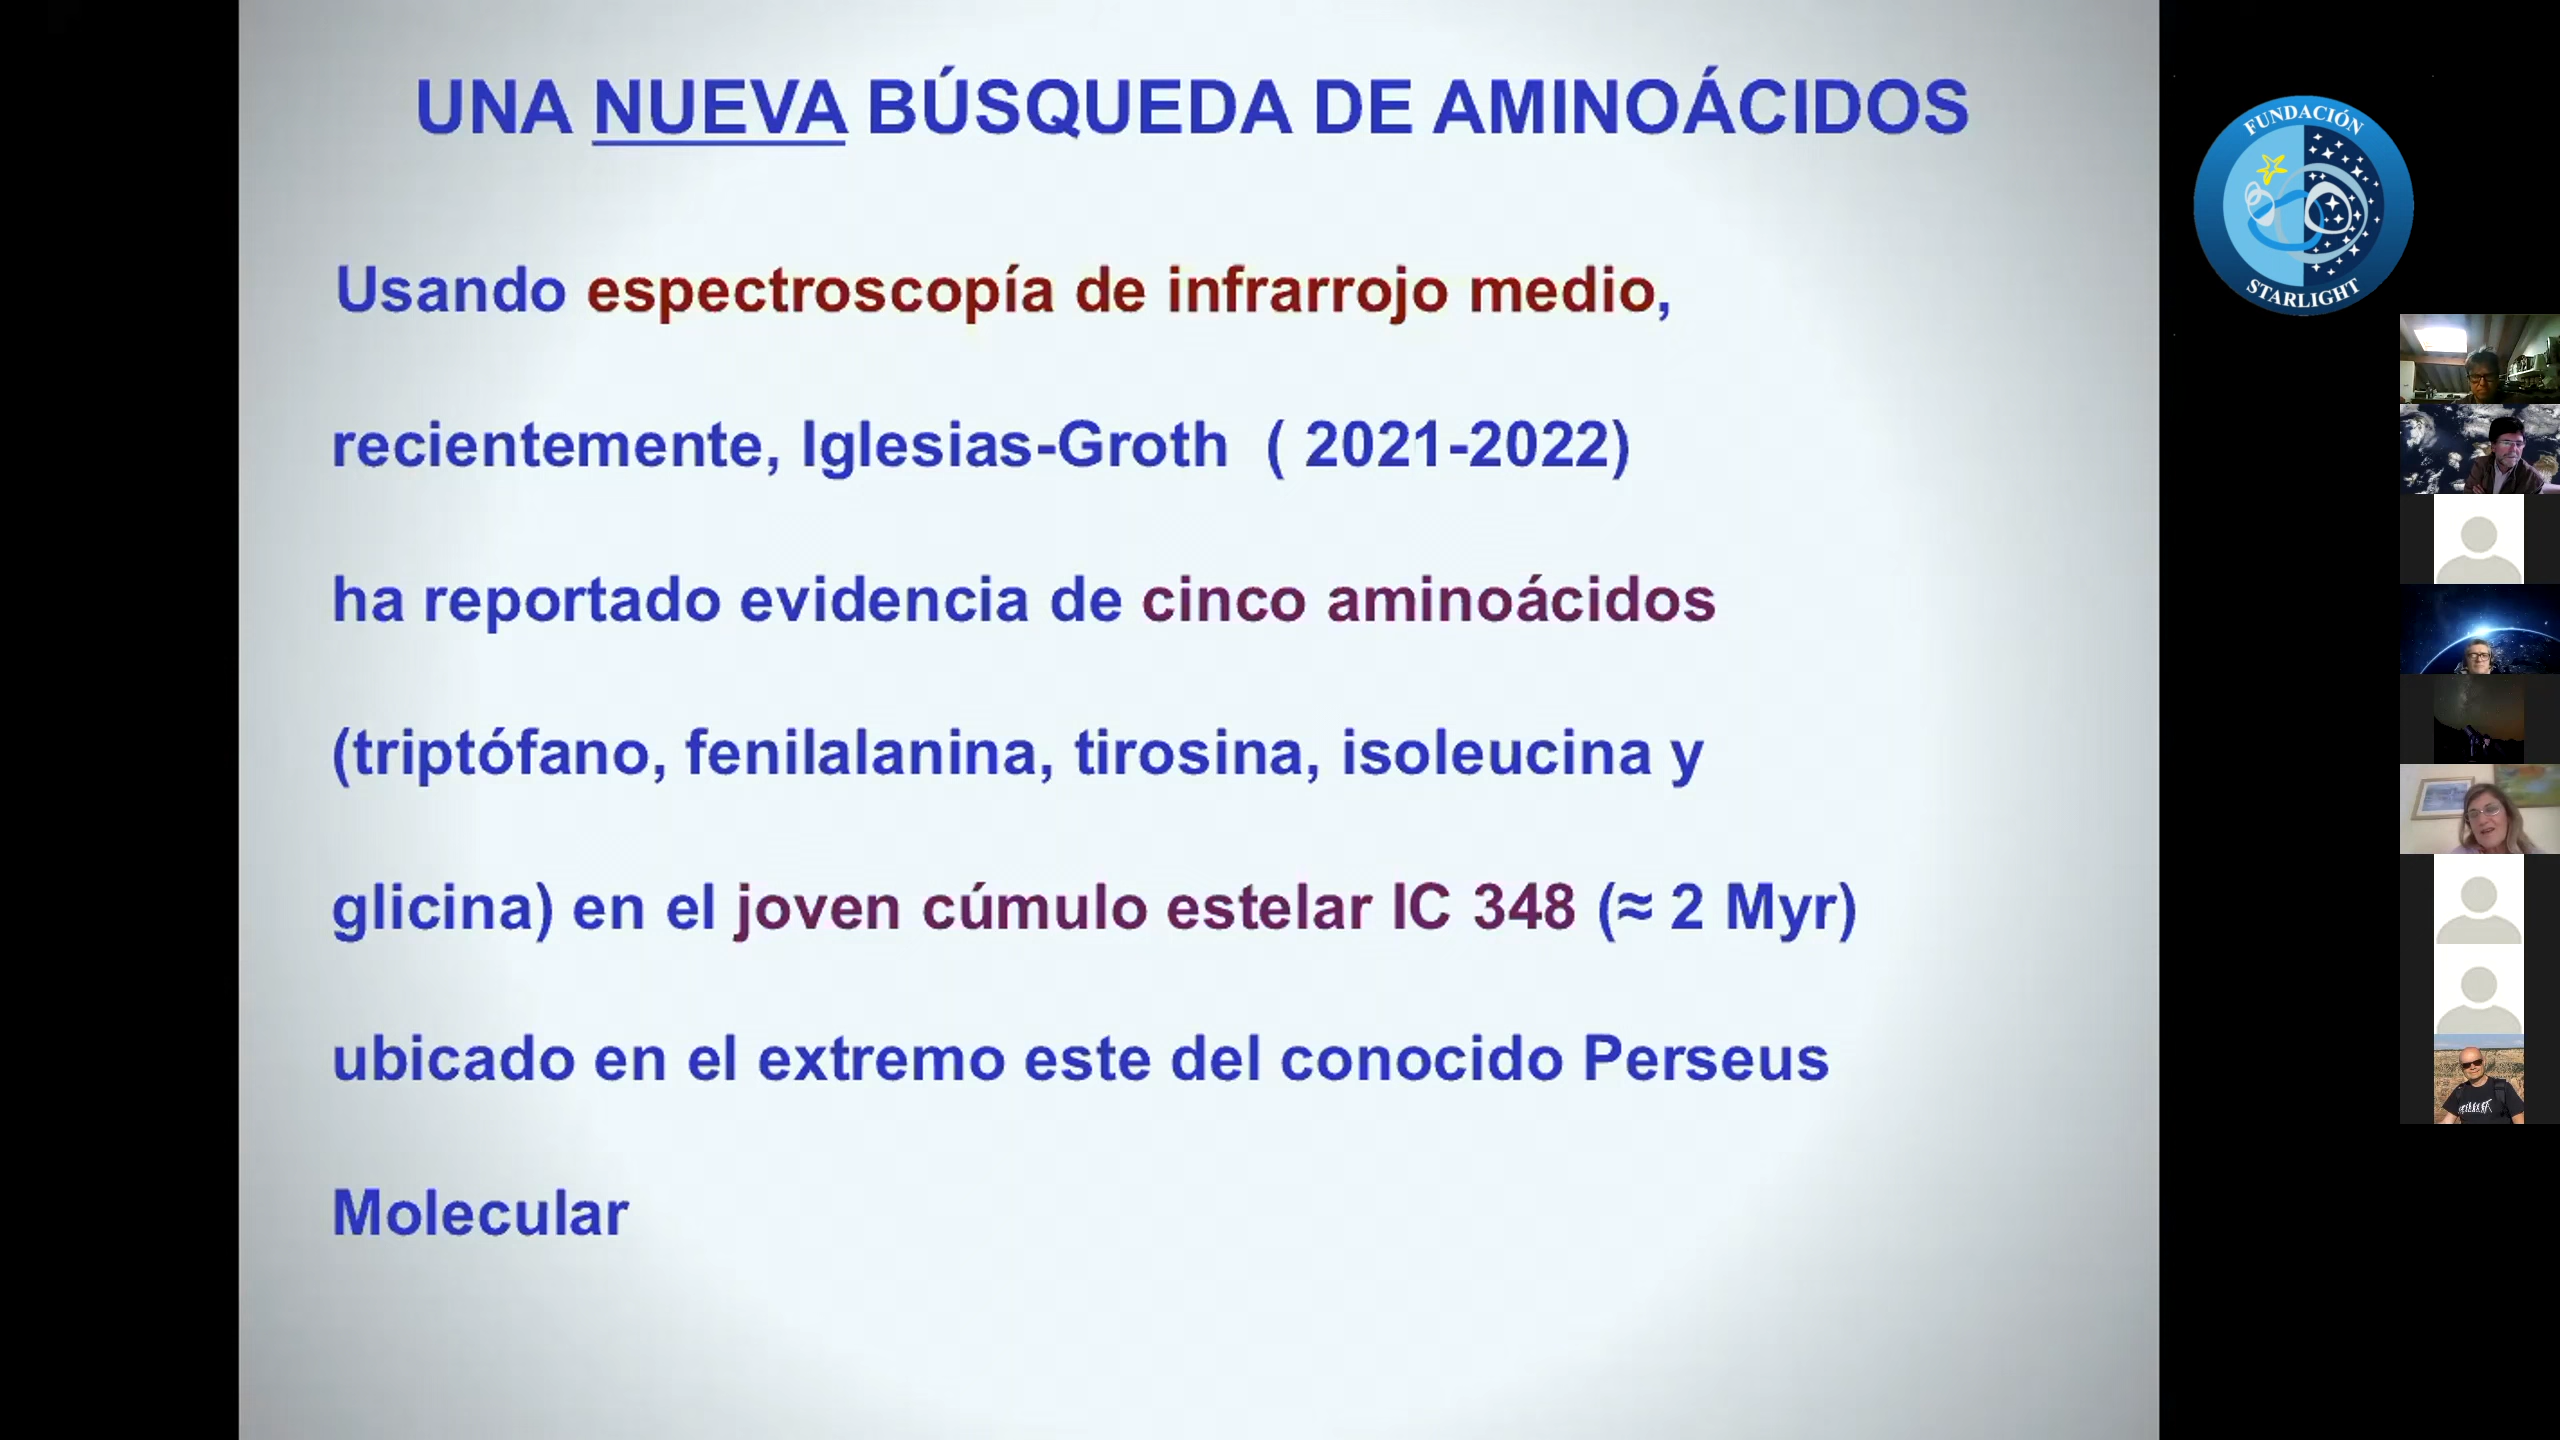 UNA NUEVA BÚSQUEDA DE AMINOÁCIDOS
Usando espectroscopía de infrarrojo medio,
recientemente, Iglesias-Groth ( 2021-2022)
ha reportado evidencia de cinco aminoácidos
(triptófano, fenilalanina, tirosina, isoleucina y
glicina) en el joven cúmulo estelar IC 348 (≈ 2 Myr)
ubicado en el extremo este del conocido Perseus
Molecular
FUNDACIÓN
STARLIGHT